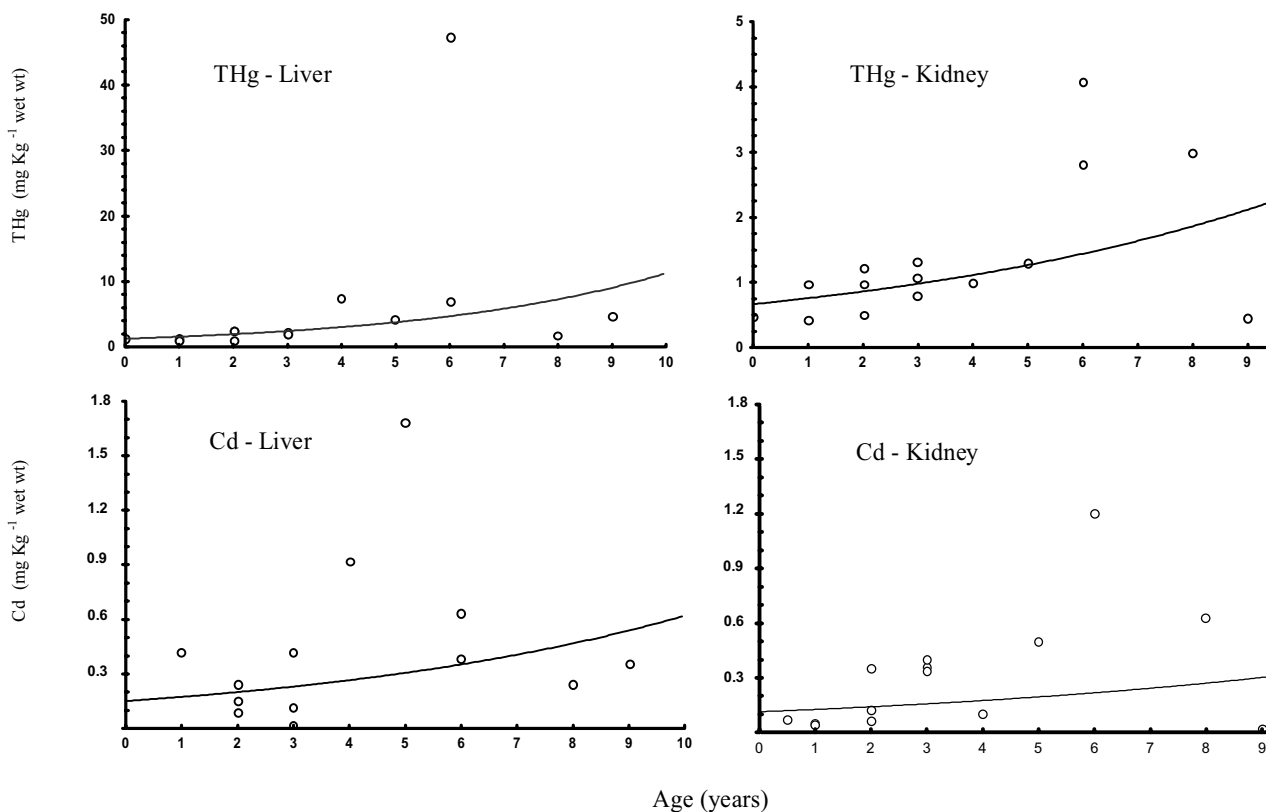 THg - Liver
THg (mg Kg -1 wet wt)
50
40
30
20
10
0
0 1 2 3 4 5 6 7 8 9 10
THg - Kidney
5
4
3
2
1
0
0 1 2 3 4 5 6 7 8 9
Cd - Liver
Cd (mg Kg -1 wet wt)
1.8
1.5
1.2
0.9
0.6
0.3
0 1 2 3 4 5 6 7 8 9 10
Cd - Kidney
1.8
1.5
1.2
0.9
0.6
0.3
0 1 2 3 4 5 6 7 8 9
Age (years)